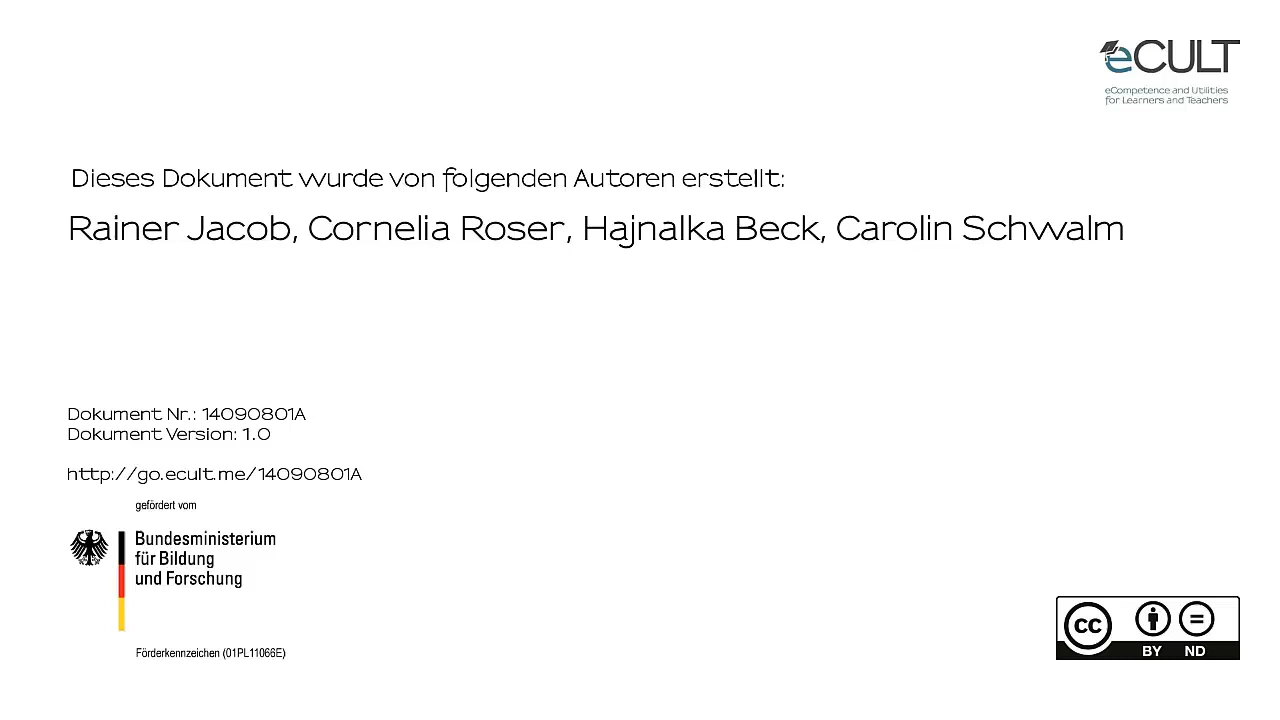 eCULT
eCompetence and Utilities
for Learners and Teachers
Dieses Dokument wurde von folgenden Autoren erstellt:
Rainer Jacob, Cornelia Roser, Hajnalka Beck, Carolin Schwalm
Dokument Nr.: 14090801A
Dokument Version: 1.0
http://go.ecult.me/14090801A
gefördert vom
Bundesministerium
für Bildung
und Forschung
Förderkennzeichen (01PL11066E)
cc
BY ND